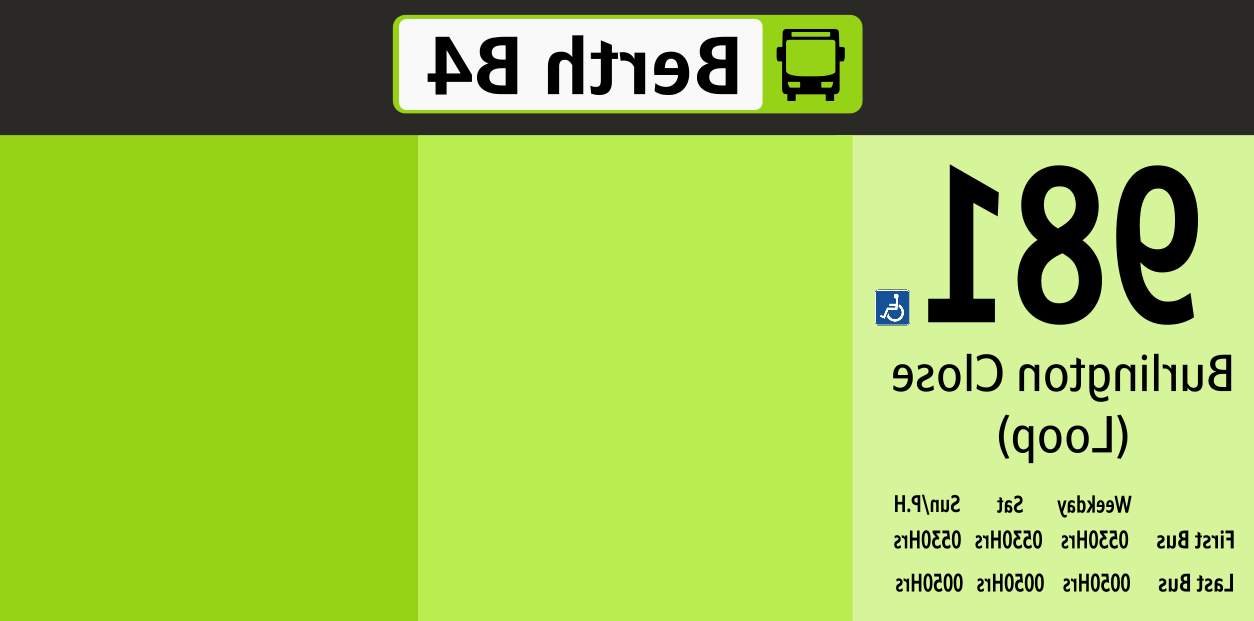 Berth B4
981
Burlington Close
(Loop)
Weekday Sat Sun/P.H.
First Bus 0530Hrs 0530Hrs 0530Hrs
Last Bus 0050Hrs 0050Hrs 0050Hrs